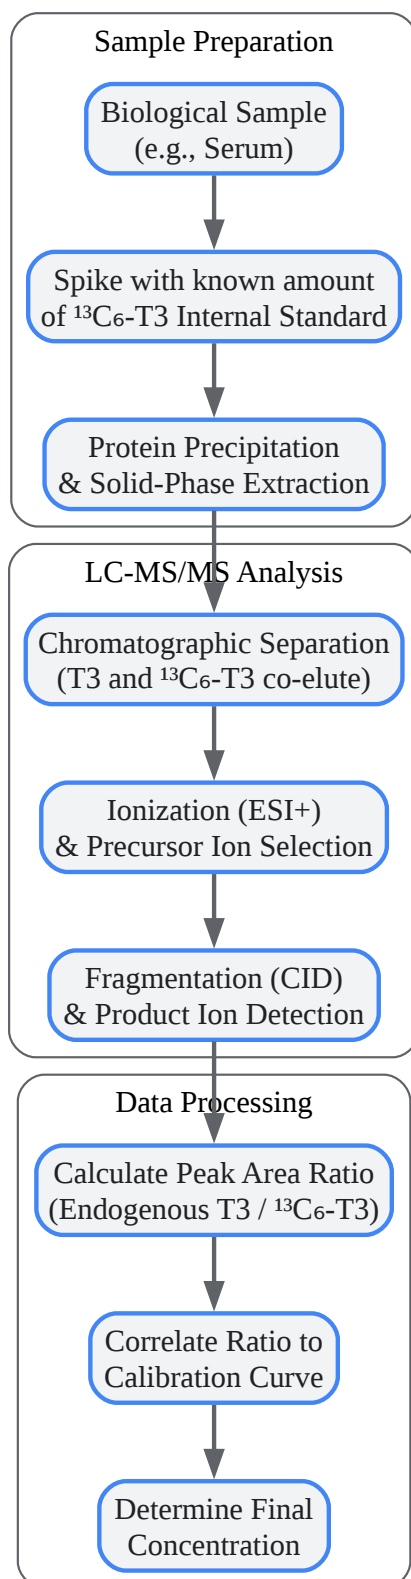 Sample Preparation
Biological Sample
(e.g., Serum)
Spike with known amount
of ¹³C₆-T3 Internal Standard
Protein Precipitation
& Solid-Phase Extraction
LC-MS/MS Analysis
Chromatographic Separation
(T3 and ¹³C₆-T3 co-elute)
Ionization (ESI+)
& Precursor Ion Selection
Fragmentation (CID)
& Product Ion Detection
Data Processing
Calculate Peak Area Ratio
(Endogenous T3 / ¹³C₆-T3)
Correlate Ratio to
Calibration Curve
Determine Final
Concentration